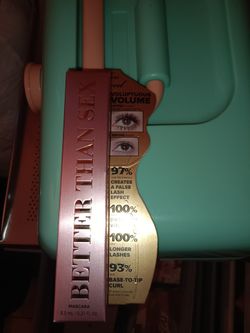 BETTER THAN SEX
MASCARA
VOLUPTUOUS
VOLUME
97%
CREATES
A FALSE
LASH
EFFECT
100%
100%
LONGER
LASHES
93%
BASE-TO-TIP
CURL